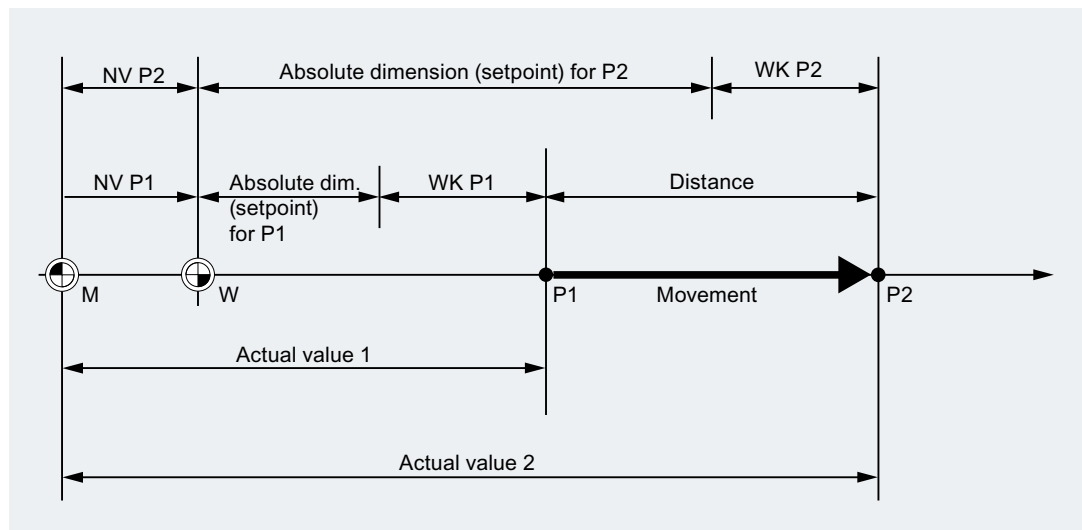 NV P2
Absolute dimension (setpoint) for P2
WK P2
NV P1
Absolute dim.
(setpoint)
for P1
WK P1
Distance
M
W
P1
Movement
P2
Actual value 1
Actual value 2